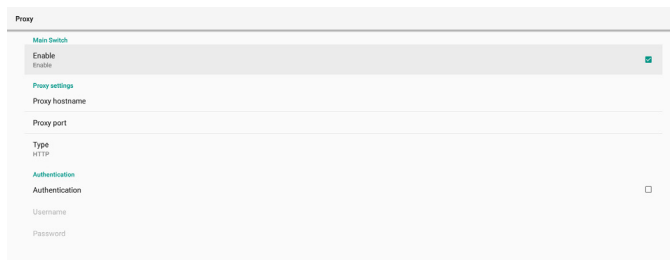 Proxy
Main Switch
Enable
Enable
Proxy settings
Proxy hostname
Proxy port
Type
HTTP
Authentication
Authentication
Username
Password